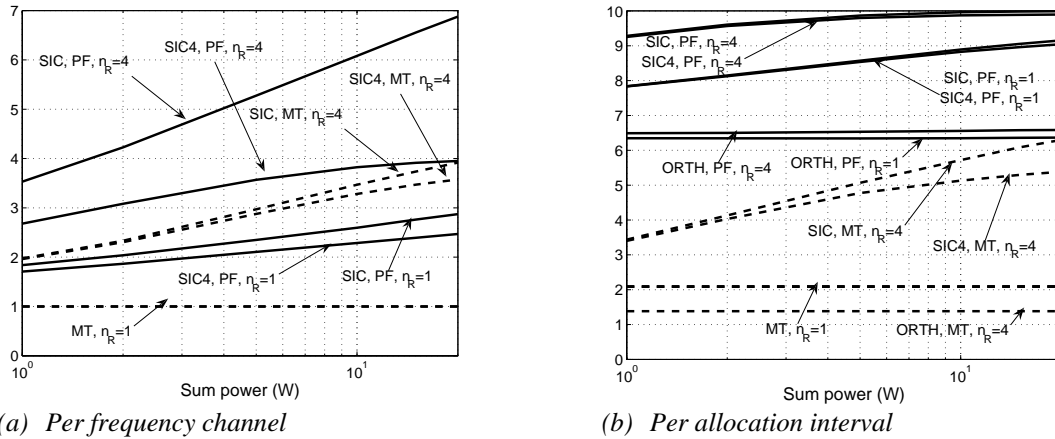 7
6
5
4
3
2
1
0
SIC4, PF, n_R=4
SIC, PF, n_R=4
SIC4, MT, n_R=4
SIC, MT, n_R=4
SIC4, PF, n_R=1
SIC, PF, n_R=1
MT, n_R=1
10^0
10^1
Sum power (W)
(a) Per frequency channel
10
9
8
7
6
5
4
3
2
1
0
SIC, PF, n_R=4
SIC4, PF, n_R=4
SIC, PF, n_R=1
SIC4, PF, n_R=1
ORTH, PF, n_R=4
ORTH, PF, n_R=1
SIC, MT, n_R=4
SIC4, MT, n_R=4
MT, n_R=1
ORTH, MT, n_R=4
10^0
10^1
Sum power (W)
(b) Per allocation interval